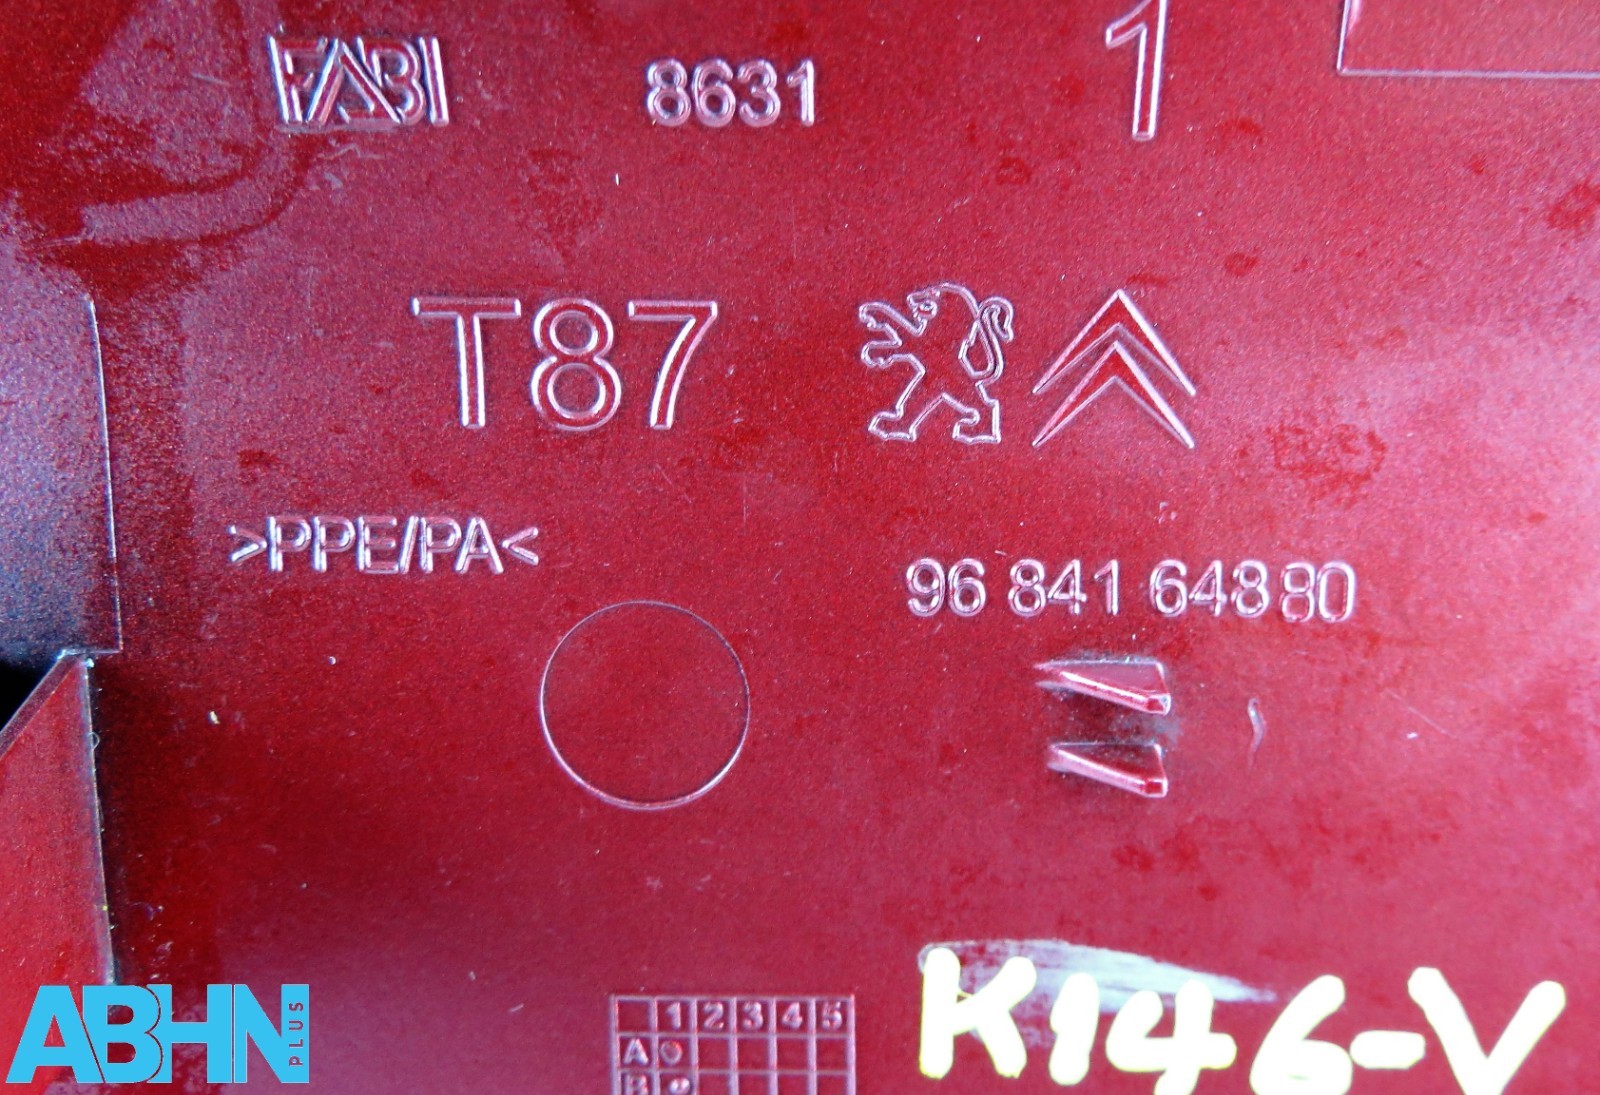 FABI 8631 1
T87
>PPE/PA<
96 841 648 80
K146-V
ABHN PLUS
1 2 3 4 5
A
B